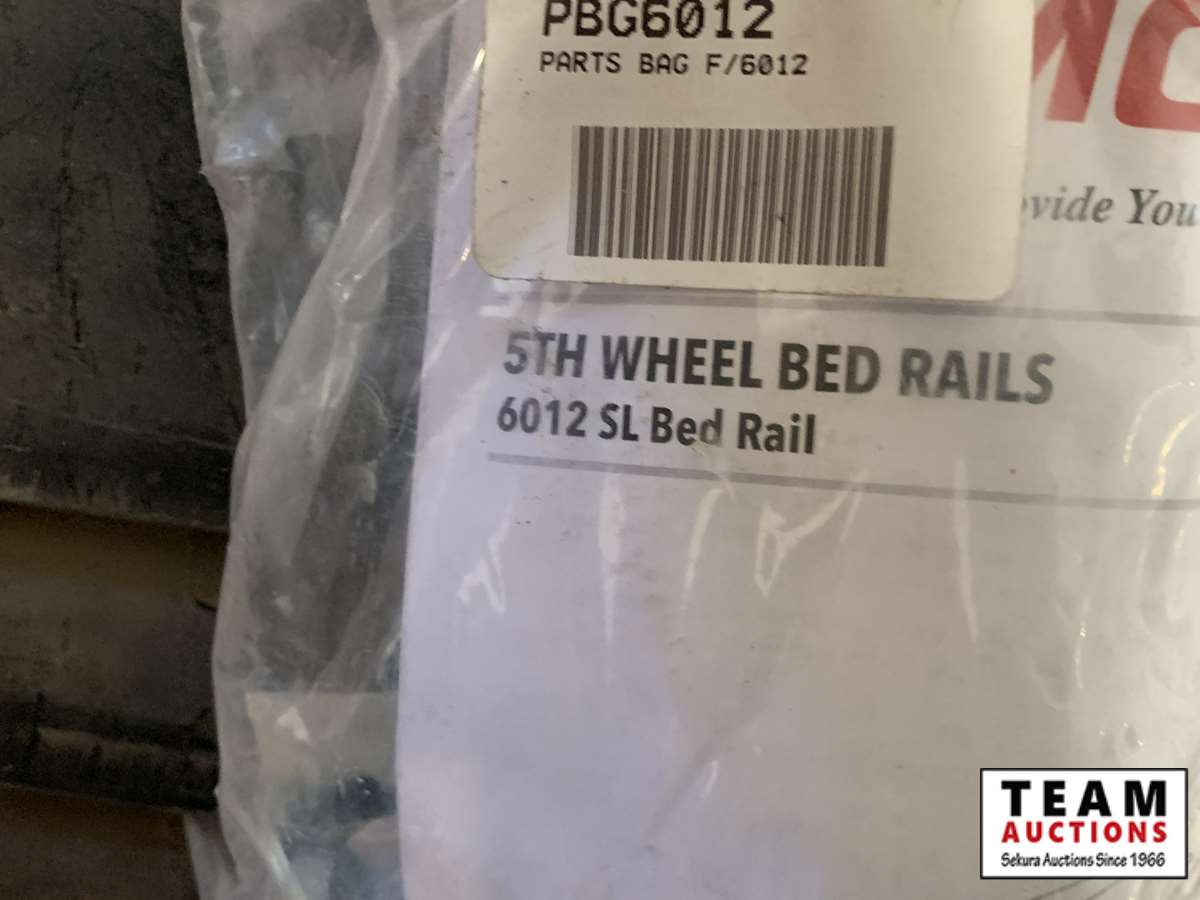 PBG6012
PARTS BAG F/6012
vide You
5TH WHEEL BED RAILS
6012 SL Bed Rail
TEAM
AUCTIONS
Sekura Auctions Since 1966